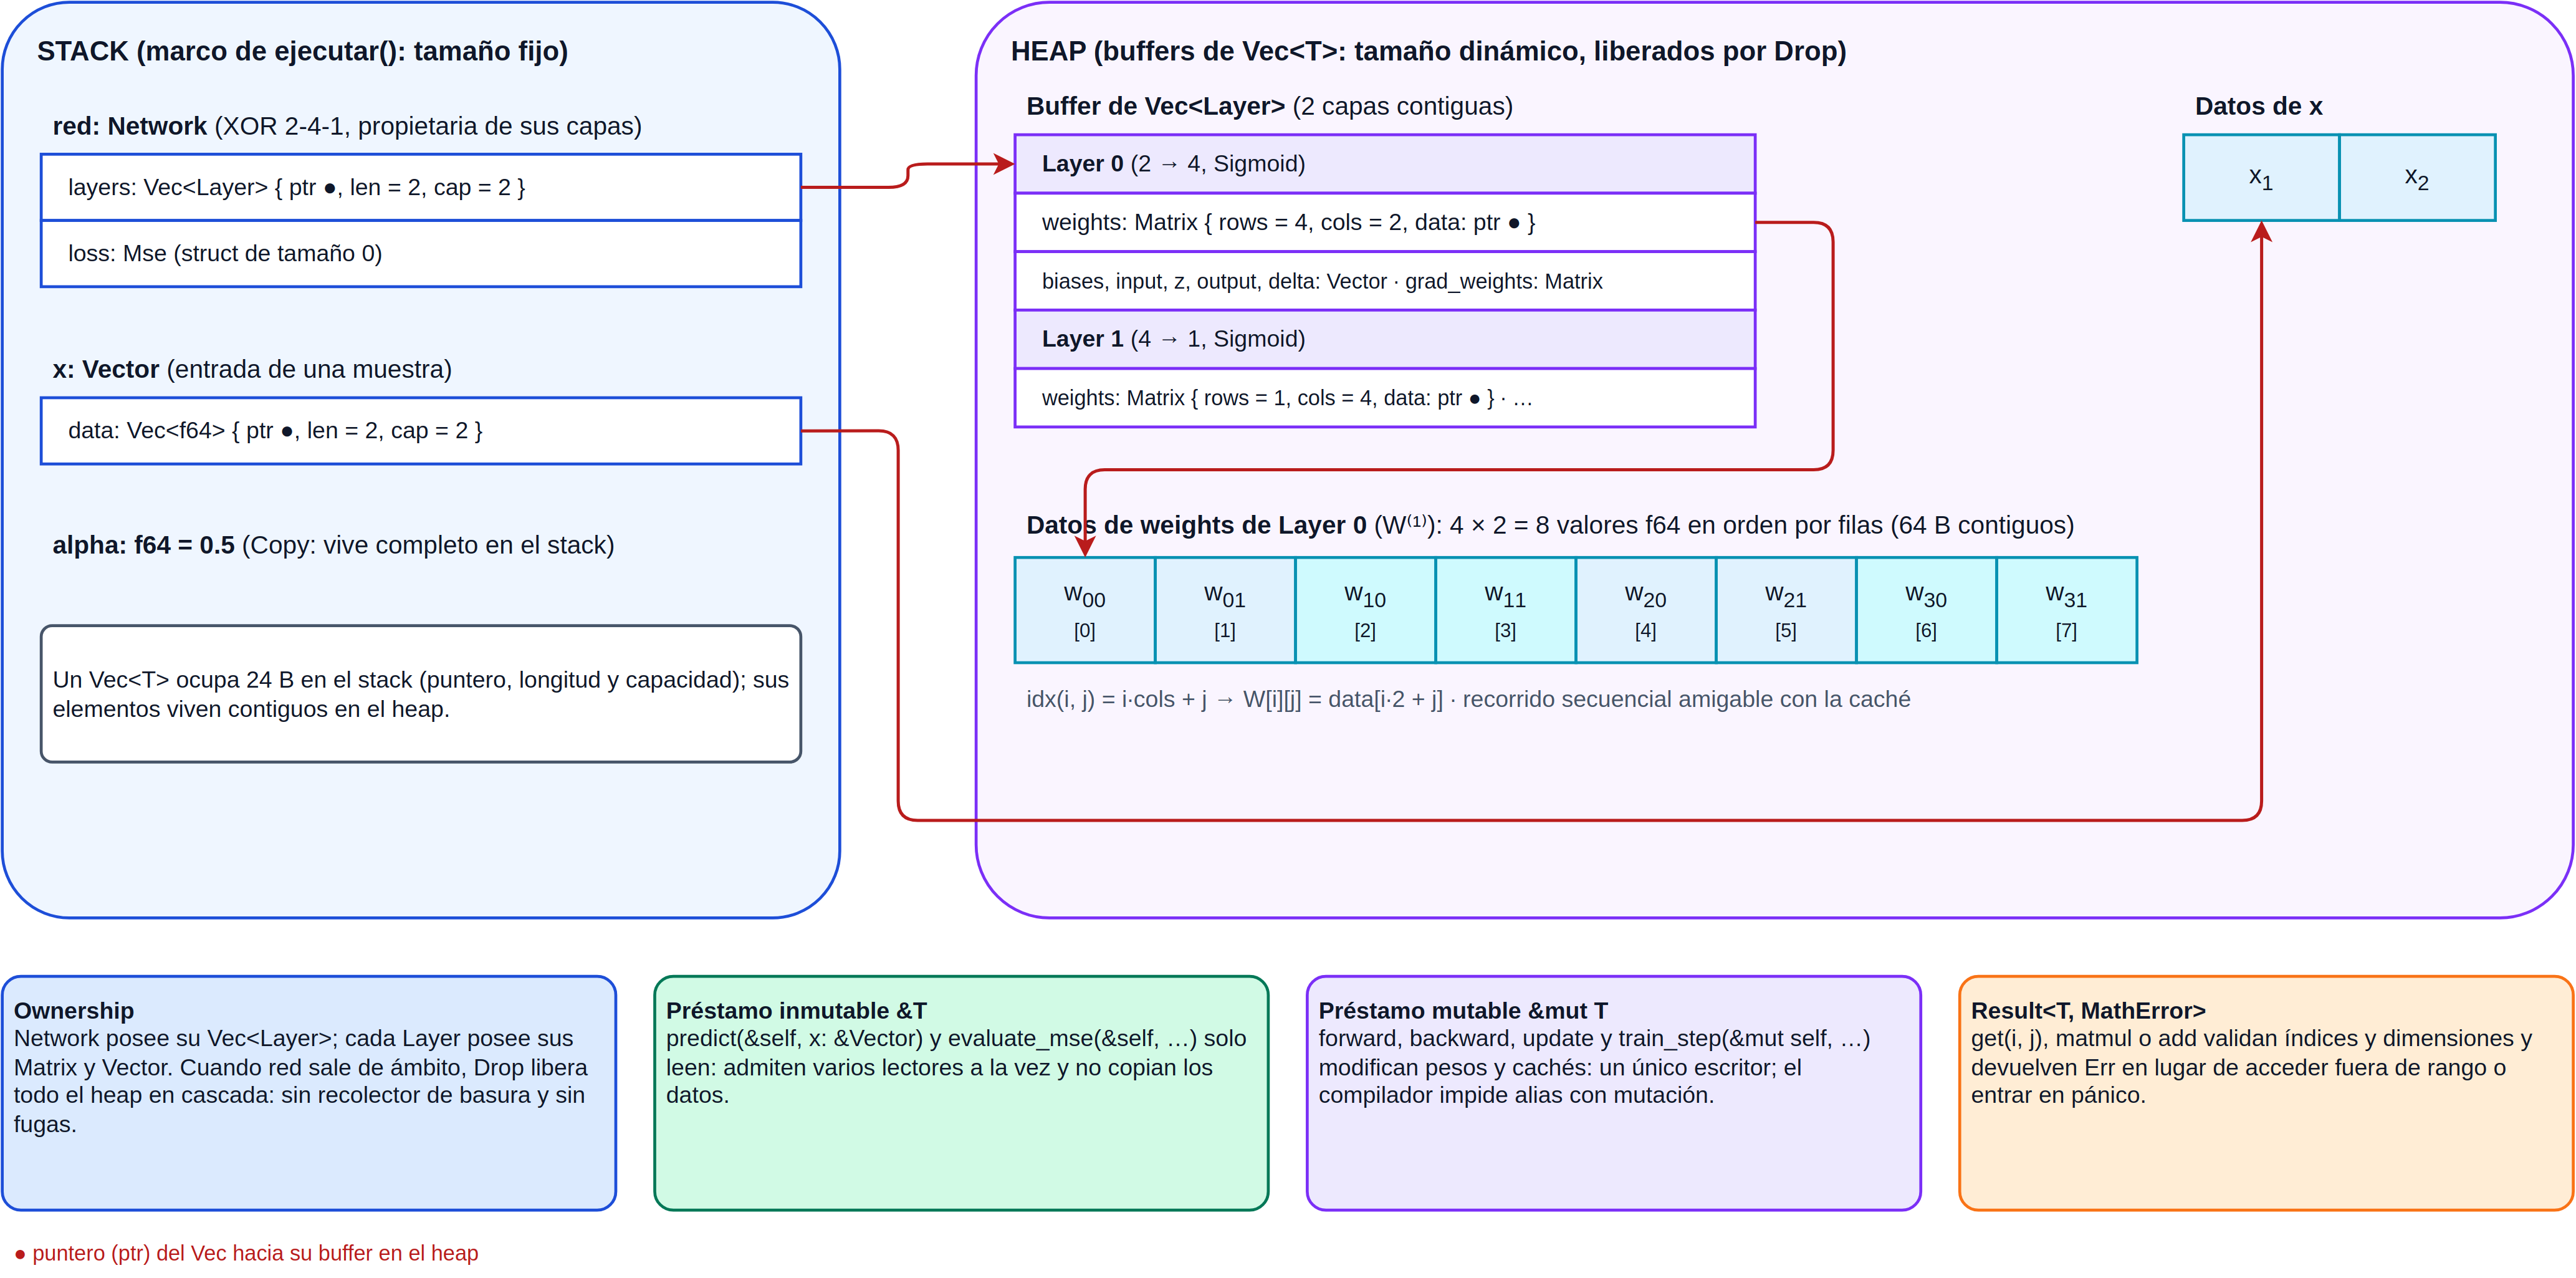 STACK (marco de ejecutar(): tamaño fijo)
red: Network (XOR 2-4-1, propietaria de sus capas)
layers: Vec<Layer> { ptr ●, len = 2, cap = 2 }
loss: Mse (struct de tamaño 0)
x: Vector (entrada de una muestra)
data: Vec<f64> { ptr ●, len = 2, cap = 2 }
alpha: f64 = 0.5 (Copy: vive completo en el stack)
Un Vec<T> ocupa 24 B en el stack (puntero, longitud y capacidad); sus
elementos viven contiguos en el heap.
HEAP (buffers de Vec<T>: tamaño dinámico, liberados por Drop)
Buffer de Vec<Layer> (2 capas contiguas)
Layer 0 (2 → 4, Sigmoid)
weights: Matrix { rows = 4, cols = 2, data: ptr ● }
biases, input, z, output, delta: Vector · grad_weights: Matrix
Layer 1 (4 → 1, Sigmoid)
weights: Matrix { rows = 1, cols = 4, data: ptr ● } · …
Datos de x
x₁ x₂
Datos de weights de Layer 0 (W⁽¹⁾): 4 × 2 = 8 valores f64 en orden por filas (64 B contiguos)
w₀₀ w₀₁ w₁₀ w₁₁ w₂₀ w₂₁ w₃₀ w₃₁
[0] [1] [2] [3] [4] [5] [6] [7]
idx(i, j) = i·cols + j → W[i][j] = data[i·2 + j] · recorrido secuencial amigable con la caché
Ownership
Network posee su Vec<Layer>; cada Layer posee sus
Matrix y Vector. Cuando red sale de ámbito, Drop libera
todo el heap en cascada: sin recolector de basura y sin
fugas.
Préstamo inmutable &T
predict(&self, x: &Vector) y evaluate_mse(&self, …) solo
leen: admiten varios lectores a la vez y no copian los
datos.
Préstamo mutable &mut T
forward, backward, update y train_step(&mut self, …)
modifican pesos y cachés: un único escritor; el
compilador impide alias con mutación.
Result<T, MathError>
get(i, j), matmul o add validan índices y dimensiones y
devuelven Err en lugar de acceder fuera de rango o
entrar en pánico.
● puntero (ptr) del Vec hacia su buffer en el heap